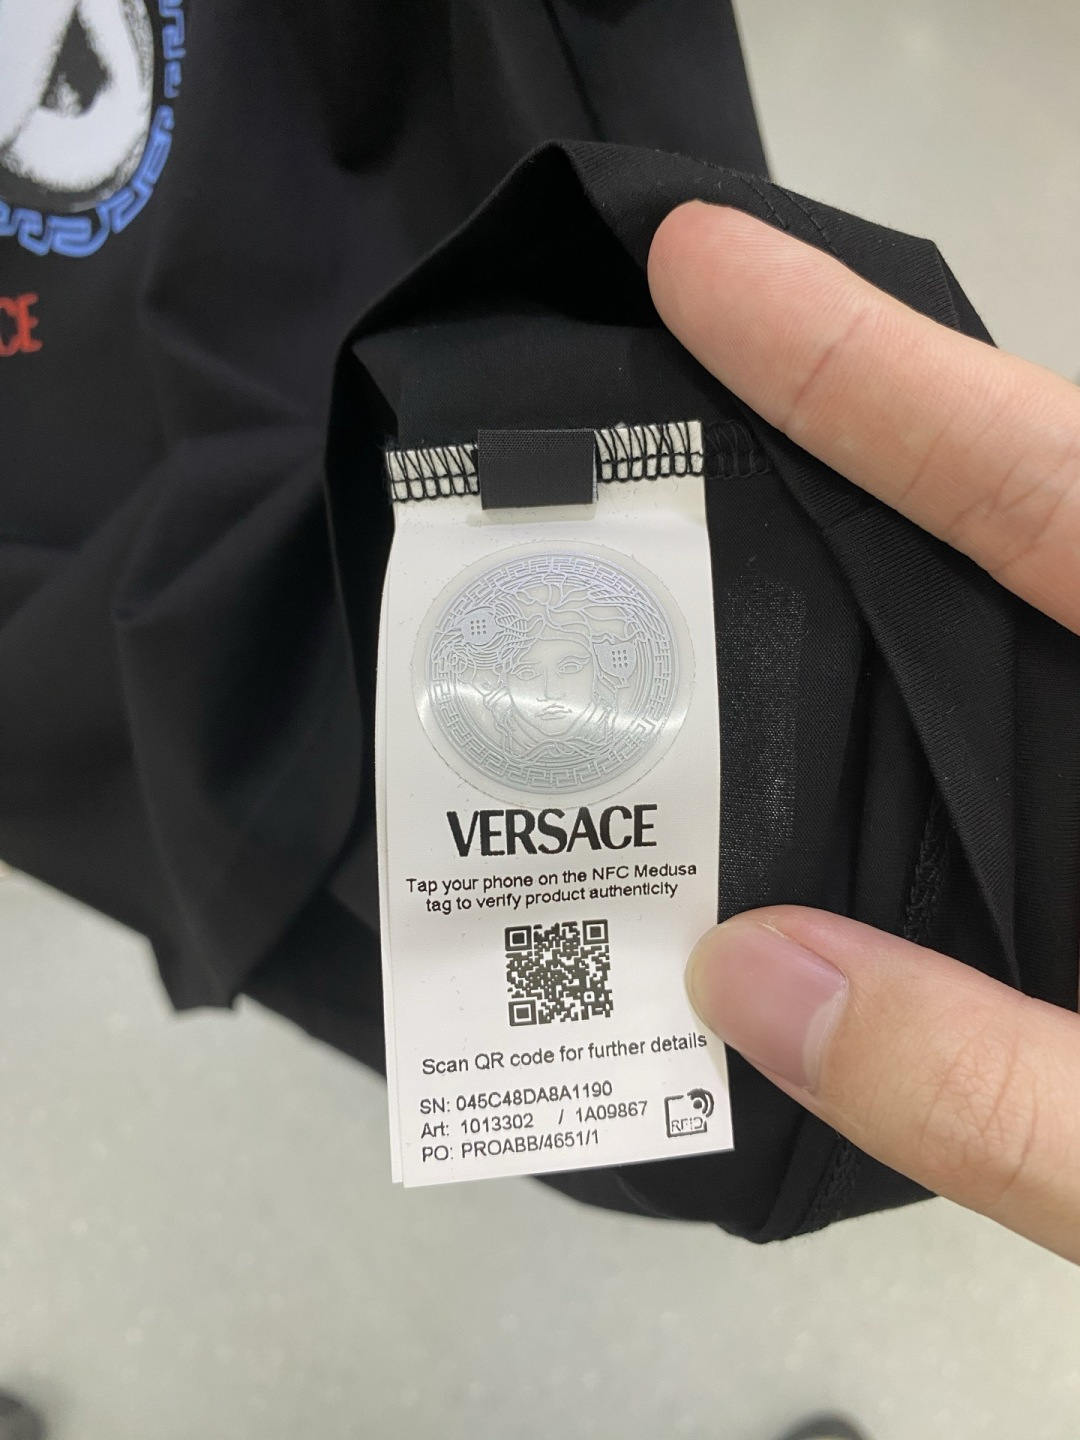 CE
VERSACE
Tap your phone on the NFC Medusa
tag to verify product authenticity
Scan QR code for further details
SN: 045C48DA8A1190
Art: 1013302 / 1A09867
PO: PROABB/4651/1
RFID